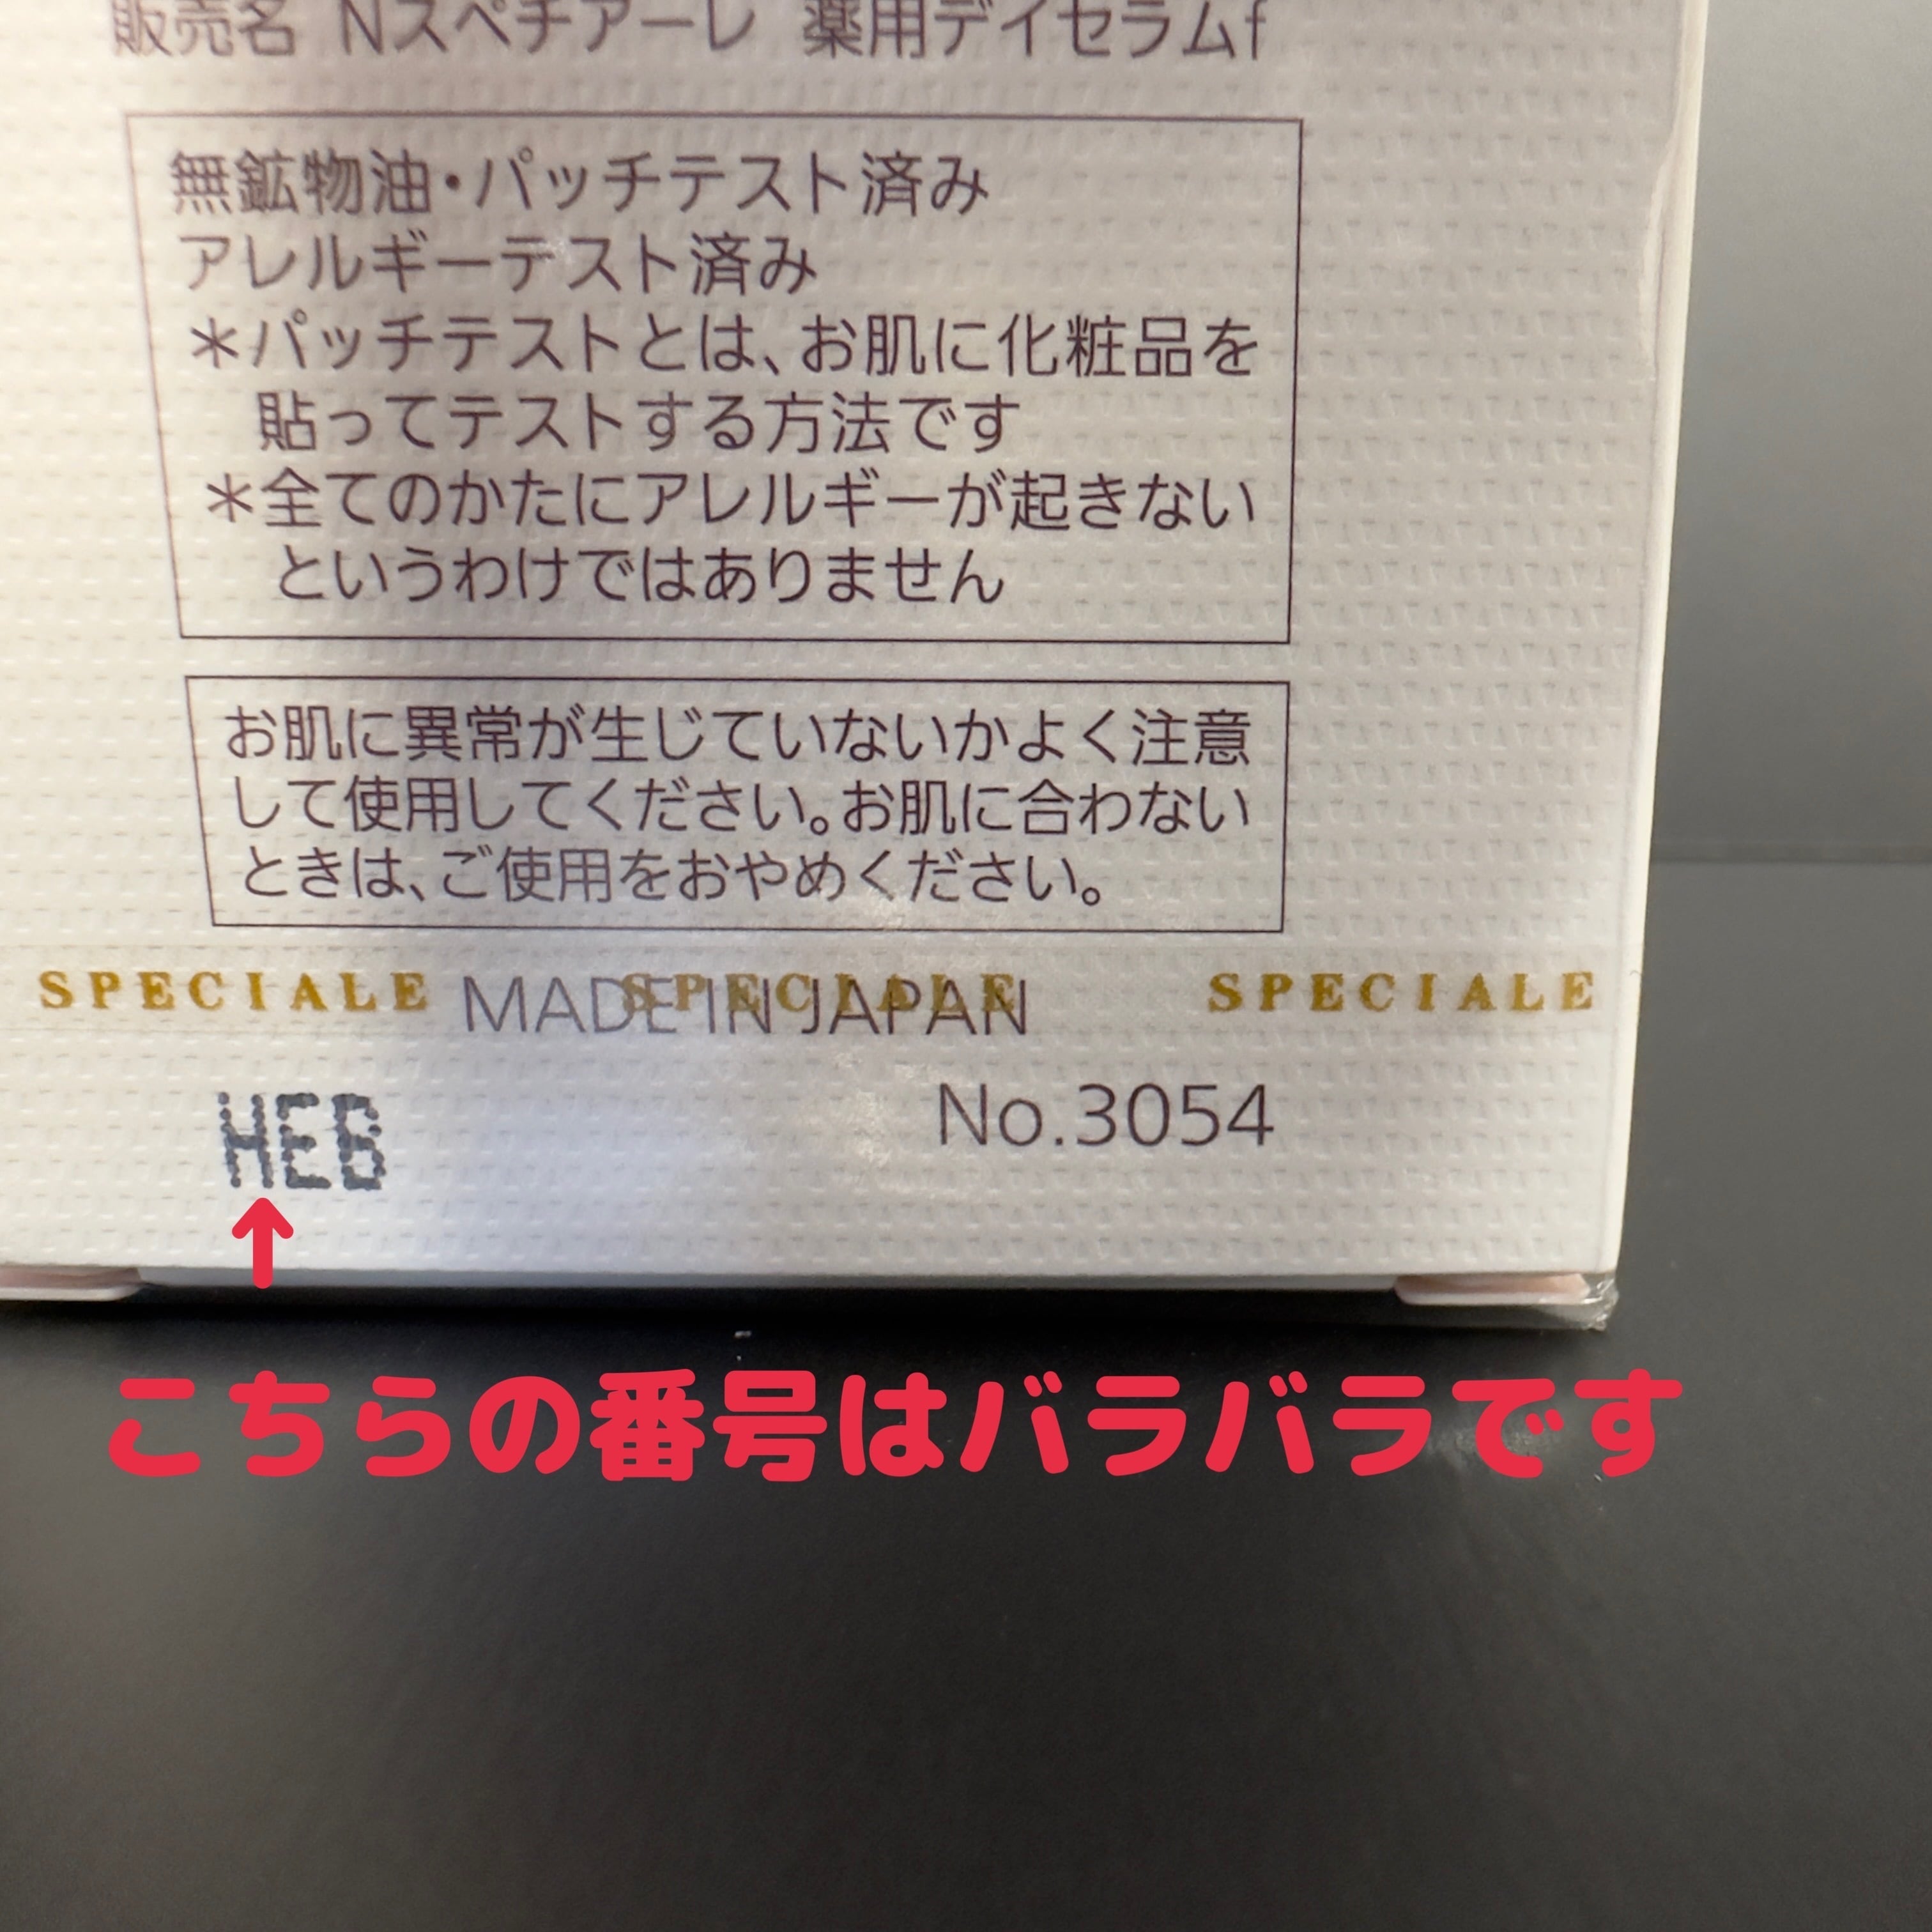 販売名 Nスペチアーレ 薬用デイセラムf
無鉱物油・パッチテスト済み
アレルギーテスト済み
＊パッチテストとは、お肌に化粧品を
貼ってテストする方法です
＊全てのかたにアレルギーが起きない
というわけではありません
お肌に異常が生じていないかよく注意
して使用してください。お肌に合わない
ときは、ご使用をおやめください。
SPECIALE SPECIALE SPECIALE
MADE IN JAPAN
HEB No.3054
こちらの番号はバラバラです